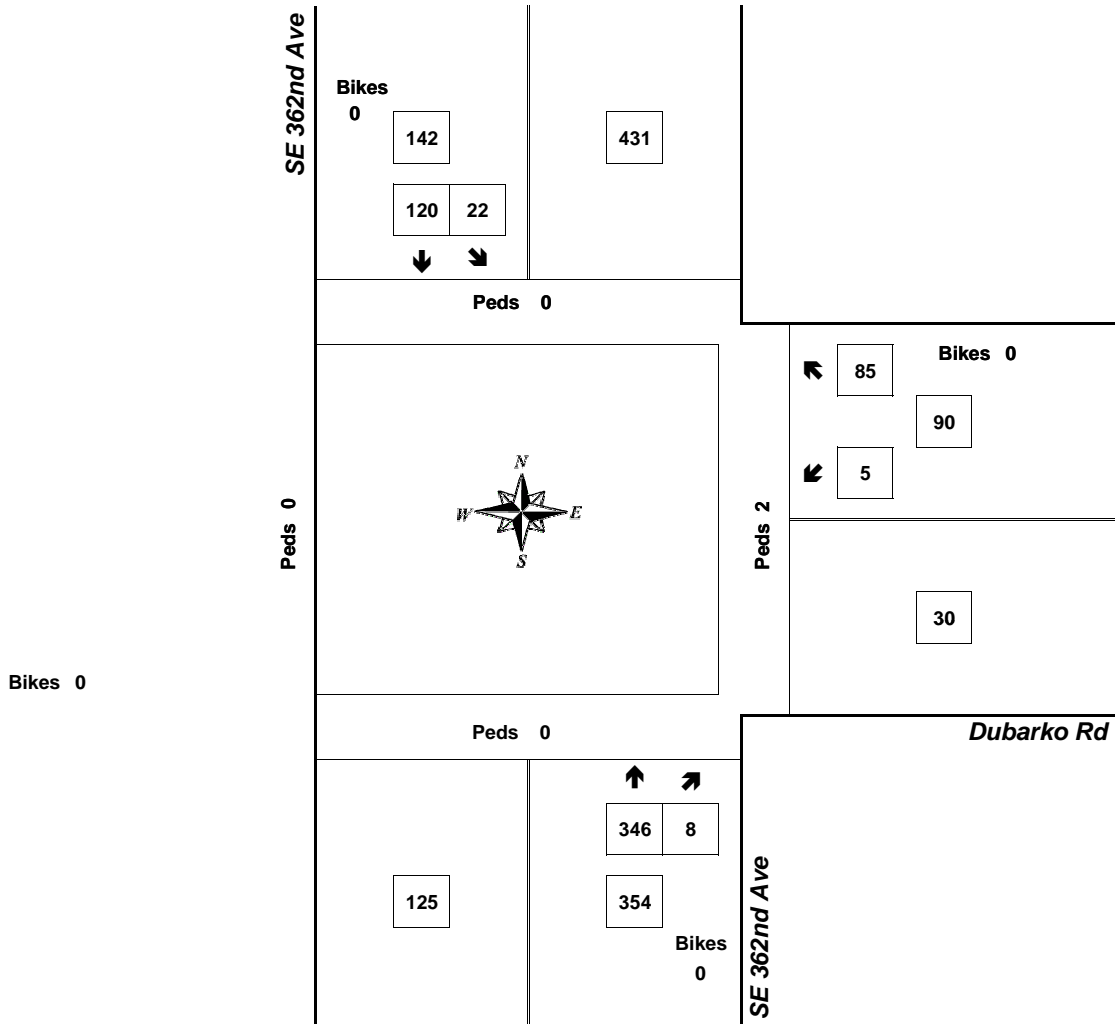 SE 362nd Ave
Bikes
0
142
431
120 22
Peds 0
Bikes 0
85
90
5
N
W E
S
Peds 0
Peds 2
30
Bikes 0
Peds 0
Dubarko Rd
346 8
125
354
Bikes
0
SE 362nd Ave